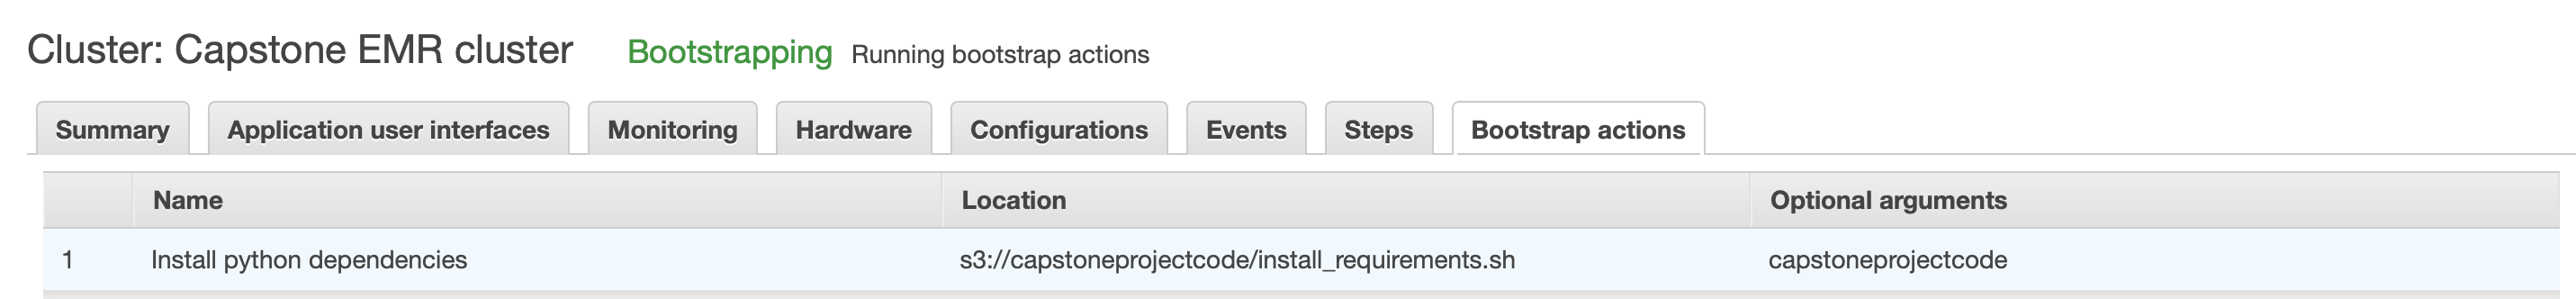 Cluster: Capstone EMR cluster Bootstrapping Running bootstrap actions
Summary Application user interfaces Monitoring Hardware Configurations Events Steps Bootstrap actions
Name Location Optional arguments
1 Install python dependencies s3://capstoneprojectcode/install_requirements.sh capstoneprojectcode